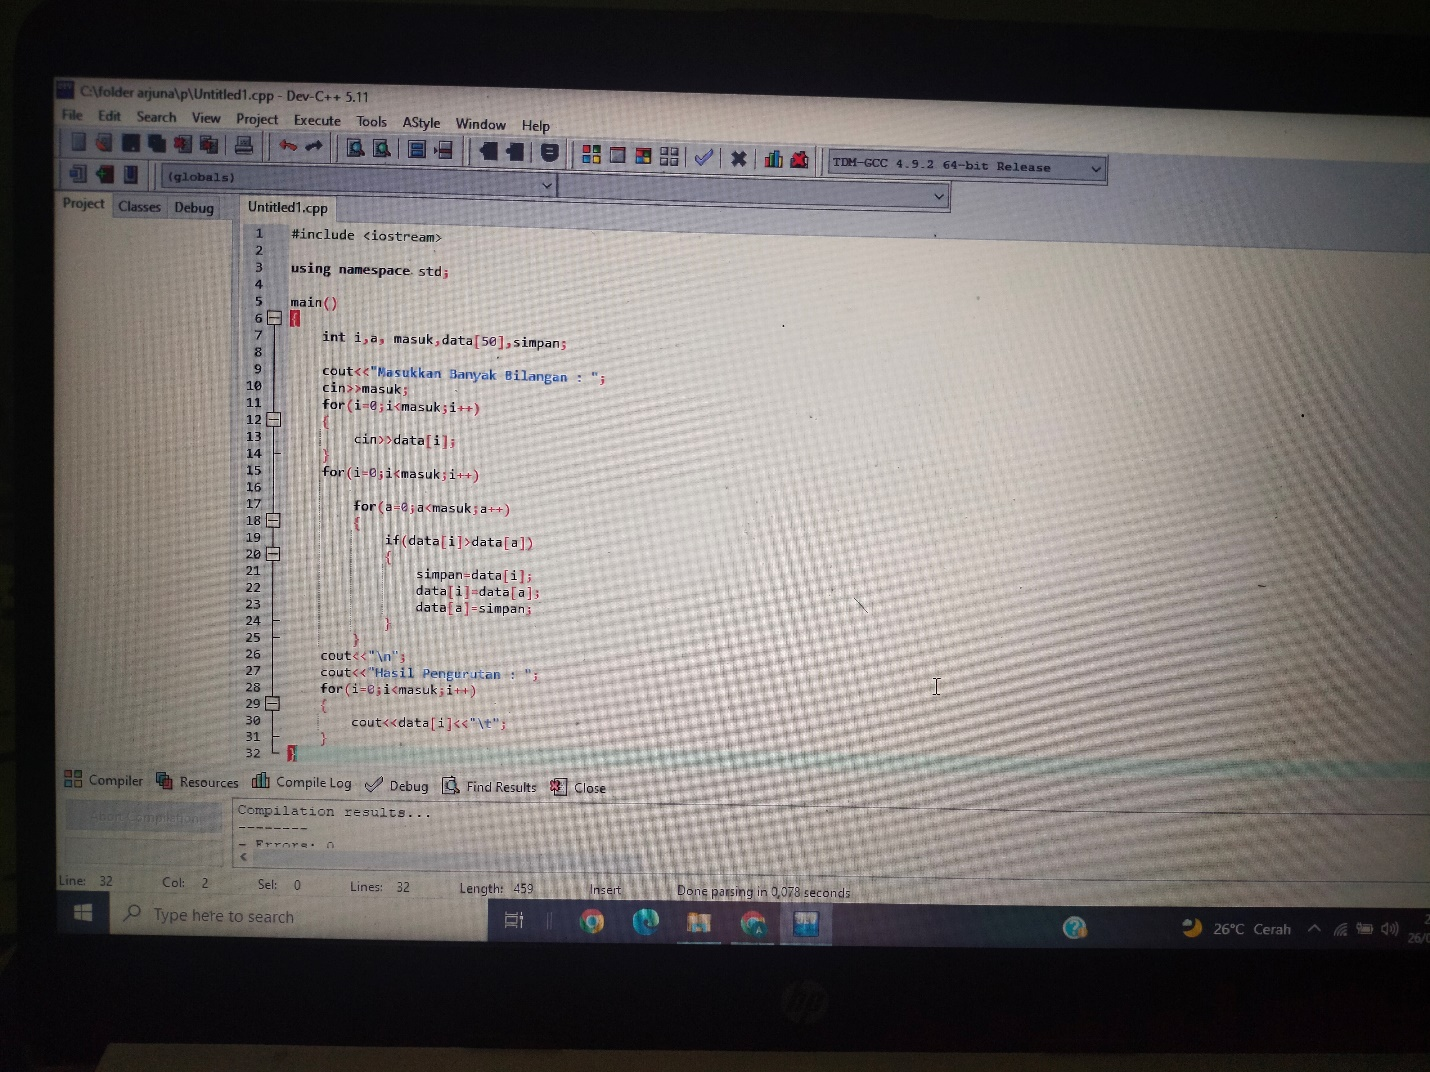 C:\folder arjuna\p\Untitled1.cpp - Dev-C++ 5.11
File Edit Search View Project Execute Tools AStyle Window Help
TDM-GCC 4.9.2 64-bit Release
(globals)
Project Classes Debug Untitled1.cpp
1 #include <iostream>
2
3 using namespace std;
4
5 main()
6 {
7 int i,a, masuk,data[50],simpan;
8
9 cout<<"Masukkan Banyak Bilangan : ";
10 cin>>masuk;
11 for(i=0;i<masuk;i++)
12 {
13 cin>>data[i];
14 }
15 for(i=0;i<masuk;i++)
16
17 for(a=0;a<masuk;a++)
18 {
19 if(data[i]>data[a])
20 {
21 simpan=data[i];
22 data[i]=data[a];
23 data[a]=simpan;
24 }
25 }
26 cout<<"\n";
27 cout<<"Hasil Pengurutan : ";
28 for(i=0;i<masuk;i++)
29 {
30 cout<<data[i]<<"\t";
31 }
32 }
Compiler Resources Compile Log Debug Find Results Close
Abort Compilation
Compilation results...
--------
- Errors: 0
Line: 32 Col: 2 Sel: 0 Lines: 32 Length: 459 Insert Done parsing in 0,078 seconds
Type here to search
26°C Cerah
hp